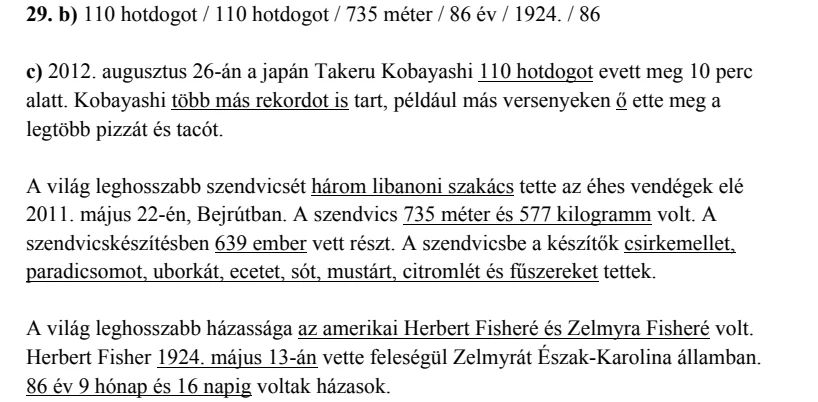 29. b) 110 hotdogot / 110 hotdogot / 735 méter / 86 év / 1924. / 86
c) 2012. augusztus 26-án a japán Takeru Kobayashi 110 hotdogot evett meg 10 perc
alatt. Kobayashi több más rekordot is tart, például más versenyeken ő ette meg a
legtöbb pizzát és tacót.
A világ leghosszabb szendvicsét három libanoni szakács tette az éhes vendégek elé
2011. május 22-én, Bejrútban. A szendvics 735 méter és 577 kilogramm volt. A
szendvicskészítésben 639 ember vett részt. A szendvicsbe a készítők csirkemellet,
paradicsomot, uborkát, ecetet, sót, mustárt, citromlét és fűszereket tettek.
A világ leghosszabb házassága az amerikai Herbert Fisheré és Zelmyra Fisheré volt.
Herbert Fisher 1924. május 13-án vette feleségül Zelmyrát Észak-Karolina államban.
86 év 9 hónap és 16 napig voltak házasok.